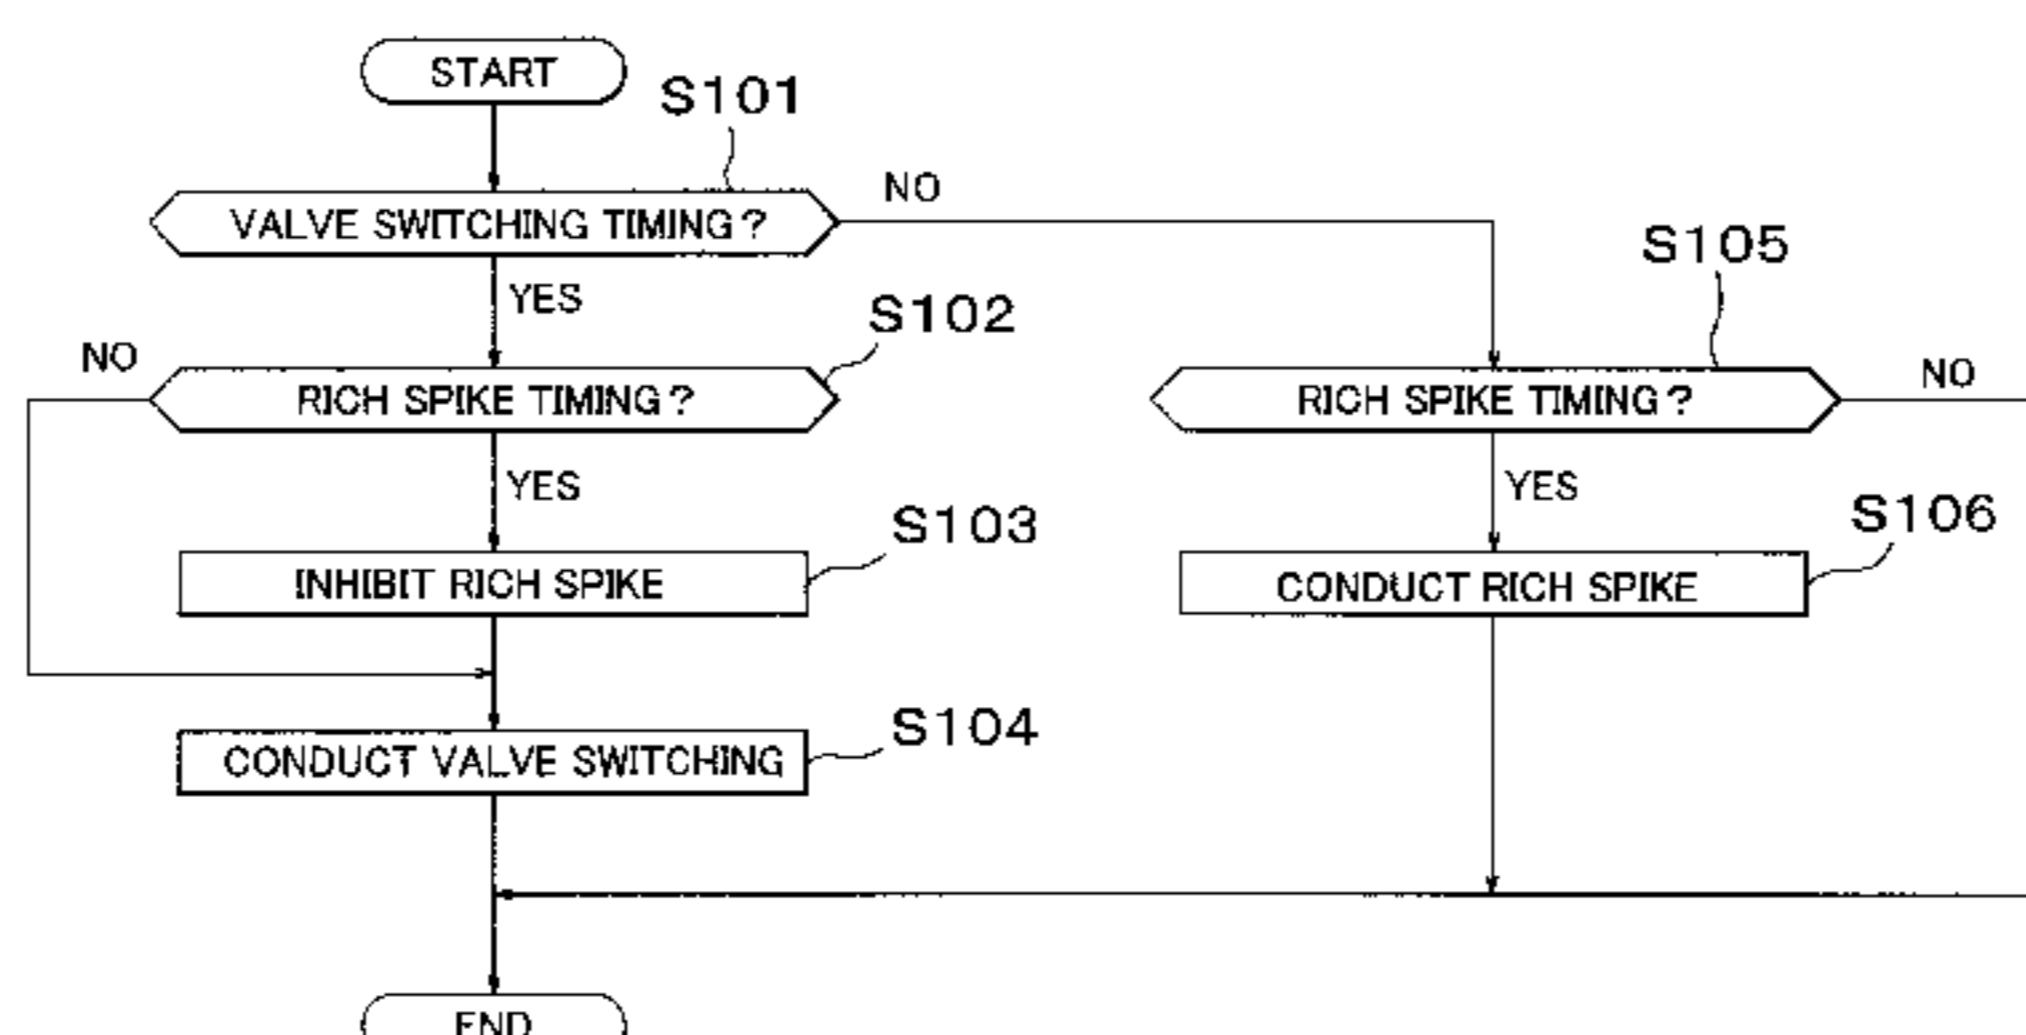 START
S101
VALVE SWITCHING TIMING?
NO
YES
S102
NO
RICH SPIKE TIMING?
YES
S103
INHIBIT RICH SPIKE
S104
CONDUCT VALVE SWITCHING
S105
RICH SPIKE TIMING?
NO
YES
S106
CONDUCT RICH SPIKE
END